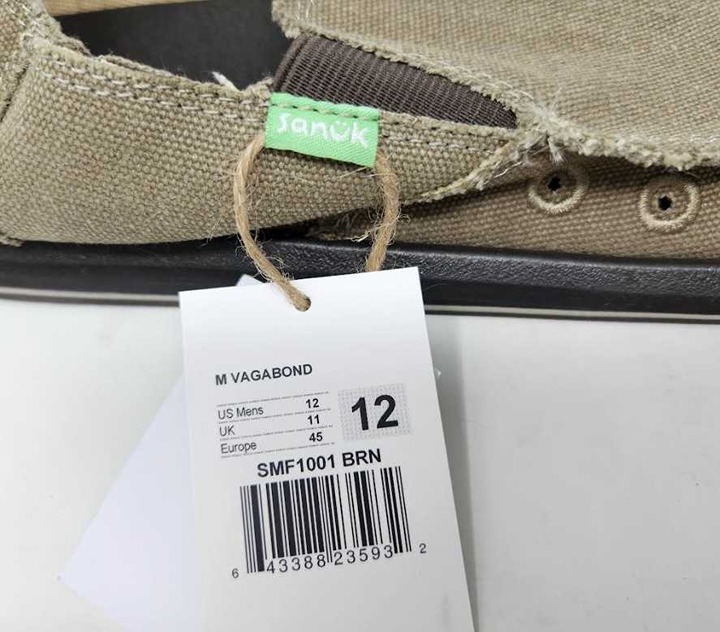 sanük
M VAGABOND
US Mens 12
UK 11
Europe 45
12
SMF1001 BRN
6 43388 23593 2